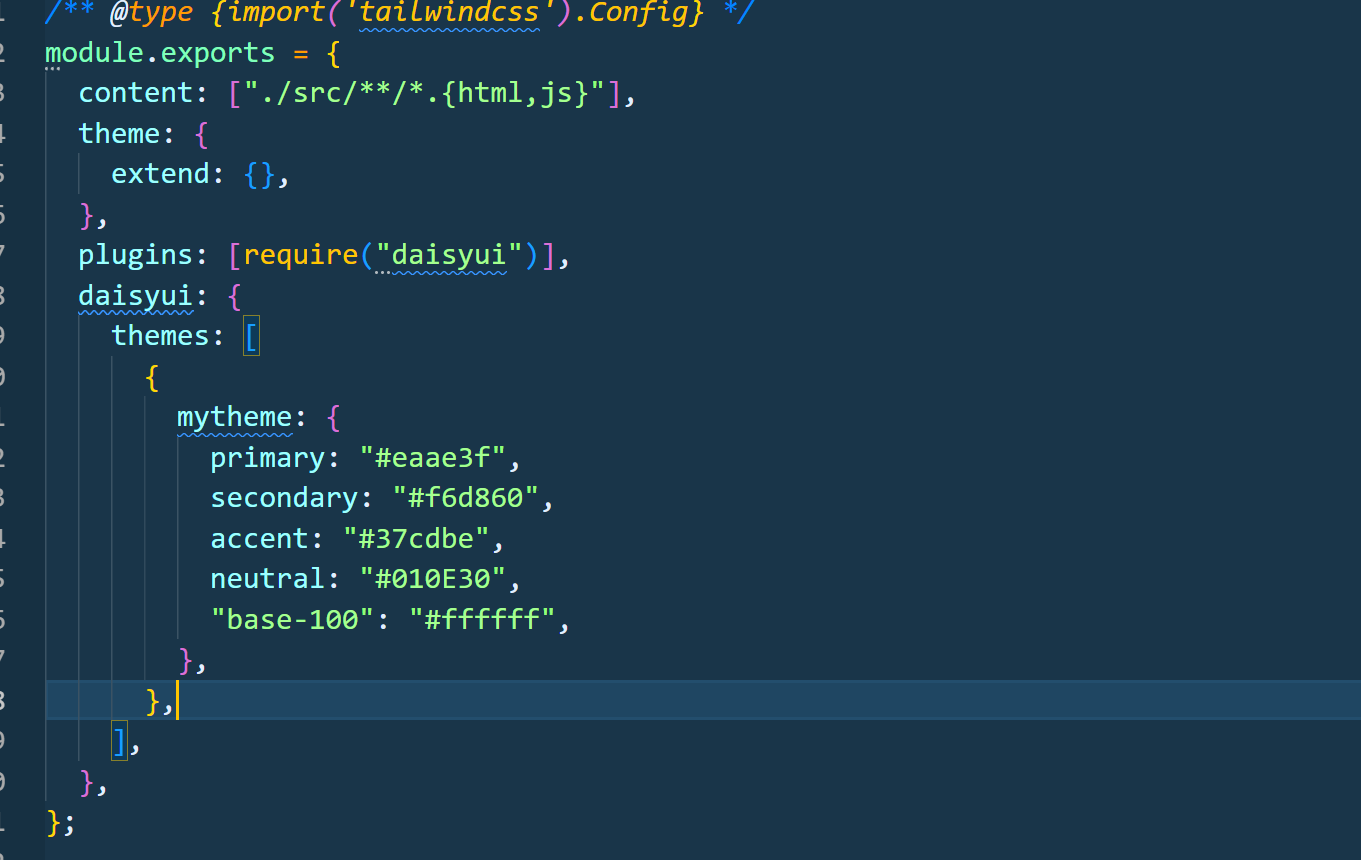 /** @type {import('tailwindcss').Config} */
module.exports = {
  content: ["./src/**/*.{html,js}"],
  theme: {
    extend: {},
  },
  plugins: [require("daisyui")],
  daisyui: {
    themes: [
      {
        mytheme: {
          primary: "#eaae3f",
          secondary: "#f6d860",
          accent: "#37cdbe",
          neutral: "#010E30",
          "base-100": "#ffffff",
        },
      },
    ],
  },
};